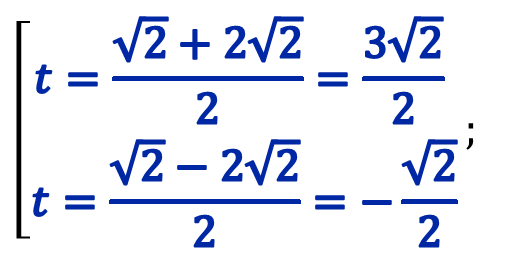 [ t = (√2 + 2√2)/2 = 3√2/2
t = (√2 − 2√2)/2 = −√2/2 ;